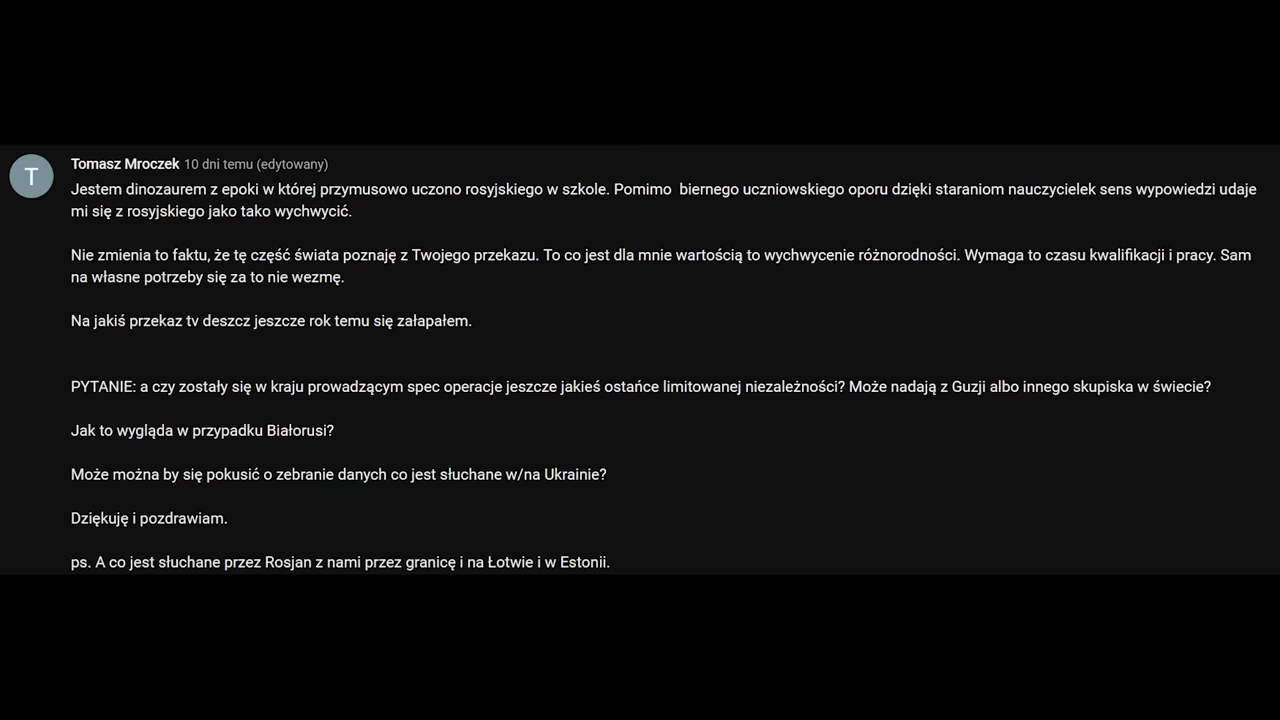 T
Tomasz Mroczek 10 dni temu (edytowany)
Jestem dinozaurem z epoki w której przymusowo uczono rosyjskiego w szkole. Pomimo  biernego uczniowskiego oporu dzięki staraniom nauczycielek sens wypowiedzi udaje
mi się z rosyjskiego jako tako wychwycić.
Nie zmienia to faktu, że tę część świata poznaję z Twojego przekazu. To co jest dla mnie wartością to wychwycenie różnorodności. Wymaga to czasu kwalifikacji i pracy. Sam
na własne potrzeby się za to nie wezmę.
Na jakiś przekaz tv deszcz jeszcze rok temu się załapałem.
PYTANIE: a czy zostały się w kraju prowadzącym spec operacje jeszcze jakieś ostańce limitowanej niezależności? Może nadają z Guzji albo innego skupiska w świecie?
Jak to wygląda w przypadku Białorusi?
Może można by się pokusić o zebranie danych co jest słuchane w/na Ukrainie?
Dziękuję i pozdrawiam.
ps. A co jest słuchane przez Rosjan z nami przez granicę i na Łotwie i w Estonii.